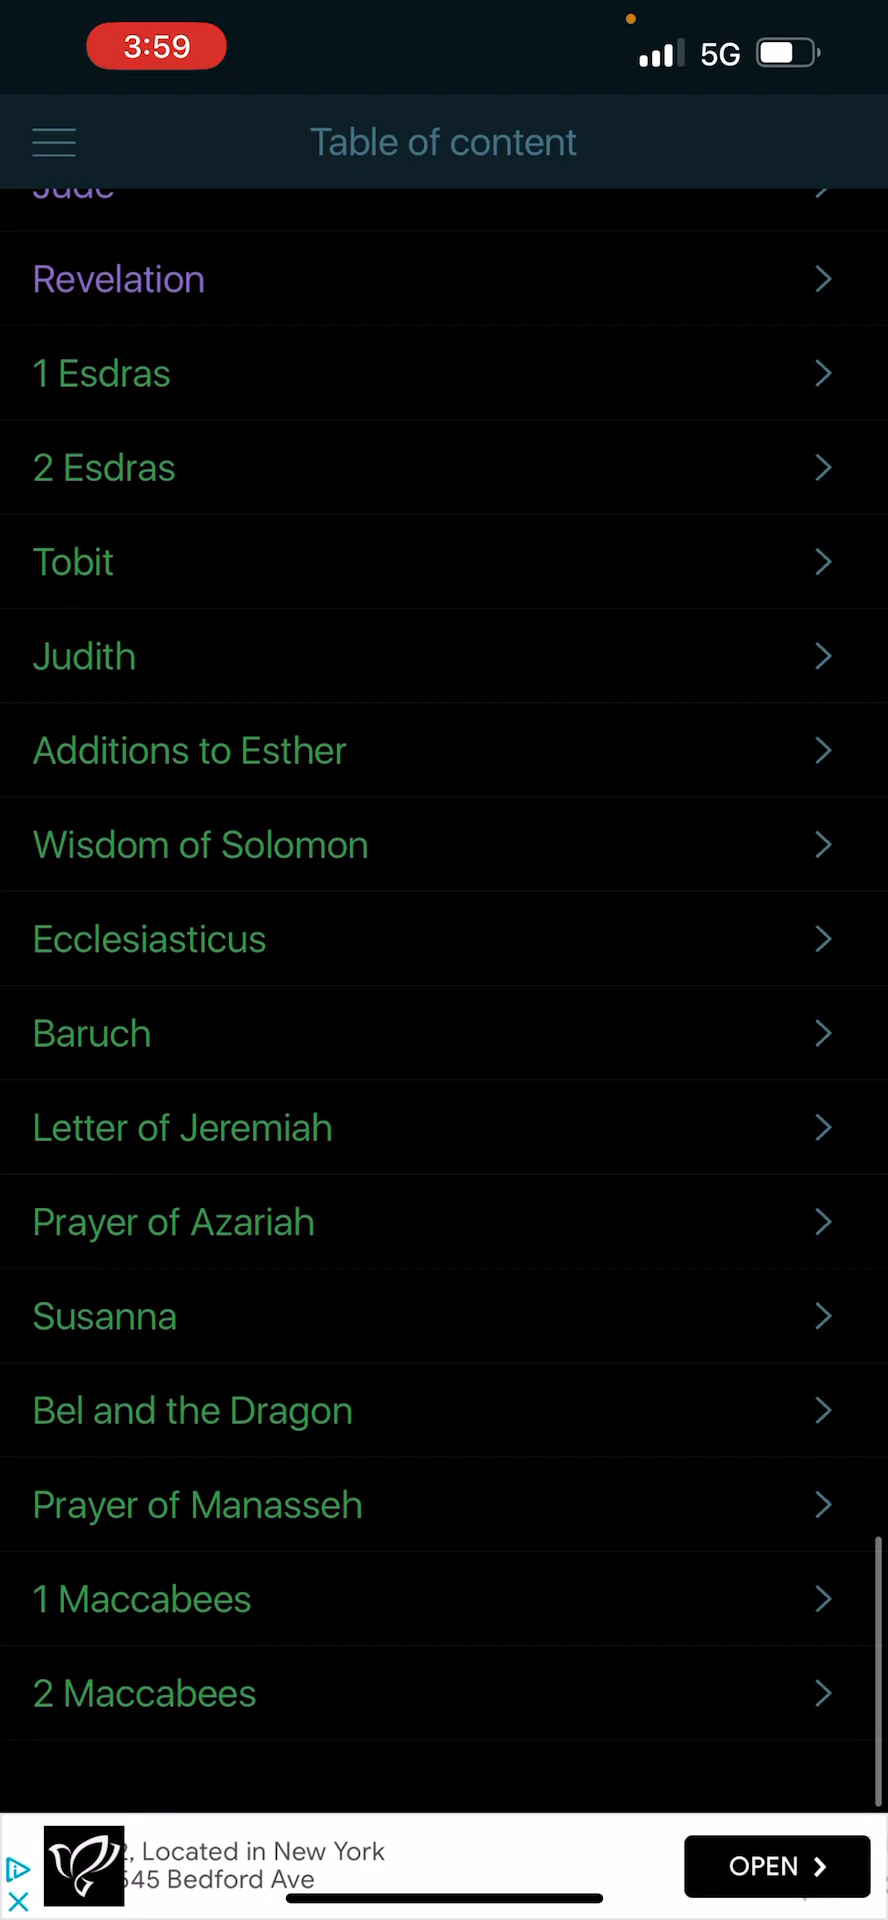 3:59
5G
Table of content
Jude
Revelation
1 Esdras
2 Esdras
Tobit
Judith
Additions to Esther
Wisdom of Solomon
Ecclesiasticus
Baruch
Letter of Jeremiah
Prayer of Azariah
Susanna
Bel and the Dragon
Prayer of Manasseh
1 Maccabees
2 Maccabees
, Located in New York
545 Bedford Ave
OPEN